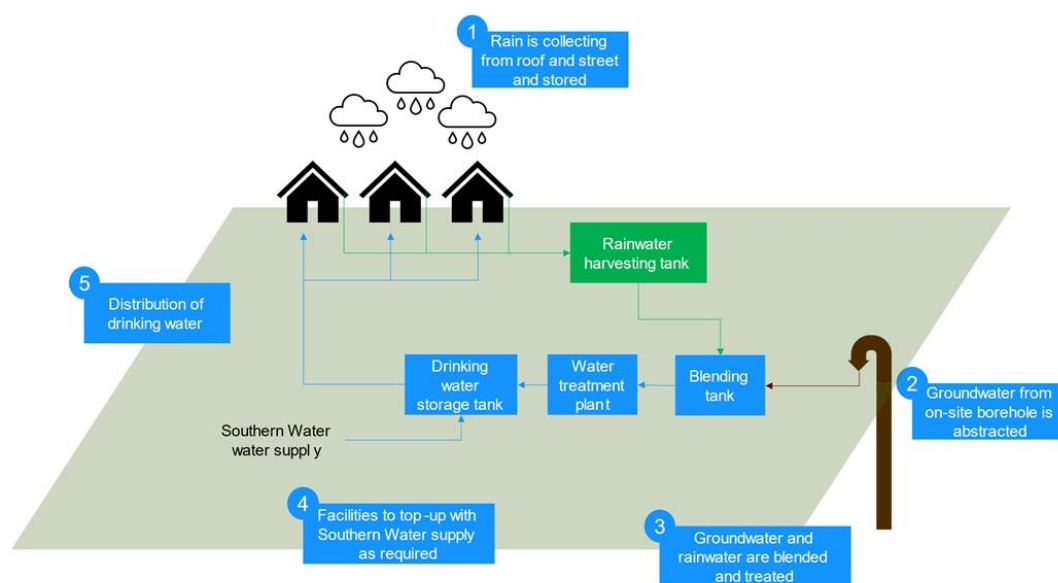 1
Rain is collecting
from roof and street
and stored
Rainwater
harvesting tank
5
Distribution of
drinking water
Drinking
water
storage tank
Water
treatment
plant
Blending
tank
2
Groundwater from
on-site borehole is
abstracted
Southern Water
water supply
4
Facilities to top-up with
Southern Water supply
as required
3
Groundwater and
rainwater are blended
and treated